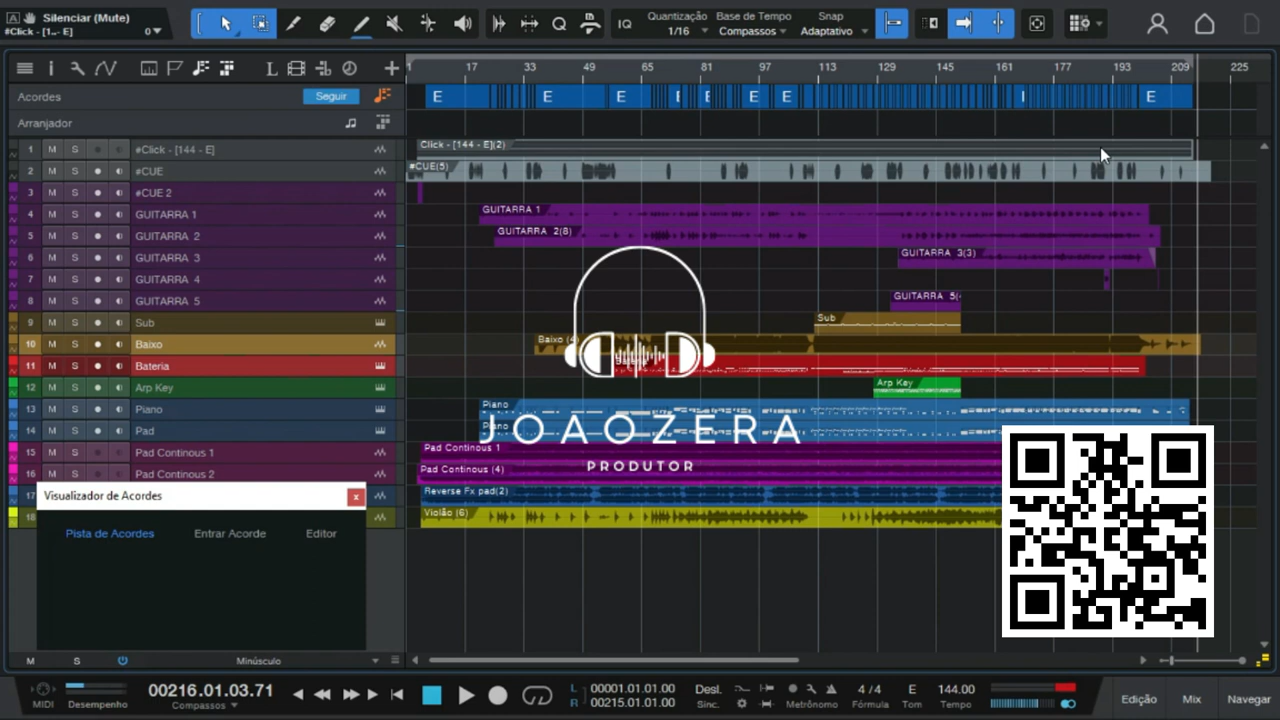 Silenciar (Mute)
#Click - [1..- E]
0
IQ
Quantização
1/16
Base de Tempo
Compassos
Snap
Adaptativo
Acordes
Seguir
Arranjador
1 17 33 49 65 81 97 113 129 145 161 177 193 209 225
E E E E E E E
1 M S #Click - [144 - E]
2 M S #CUE
3 M S #CUE 2
4 M S GUITARRA 1
5 M S GUITARRA 2
6 M S GUITARRA 3
7 M S GUITARRA 4
8 M S GUITARRA 5
9 M S Sub
10 M S Baixo
11 M S Bateria
12 M S Arp Key
13 M S Piano
14 M S Pad
15 M S Pad Continous 1
16 M S Pad Continous 2
17
18
Click - [144 - E](2)
#CUE(5)
GUITARRA 1
GUITARRA 2(8)
GUITARRA 3(3)
GUITARRA 5(
Sub
Baixo (4)
Arp Key
Piano
Piano
Pad Continous 1
Pad Continous (4)
Reverse Fx pad(2)
Violão (6)
JOAOZERA
PRODUTOR
Visualizador de Acordes
x
Pista de Acordes Entrar Acorde Editor
M S Minúsculo
MIDI
Desempenho
00216.01.03.71
Compassos
L 00001.01.01.00
R 00215.01.01.00
Desl.
Sinc.
Metrônomo
4 / 4
Fórmula
E
Tom
144.00
Tempo
Edição Mix Navegar